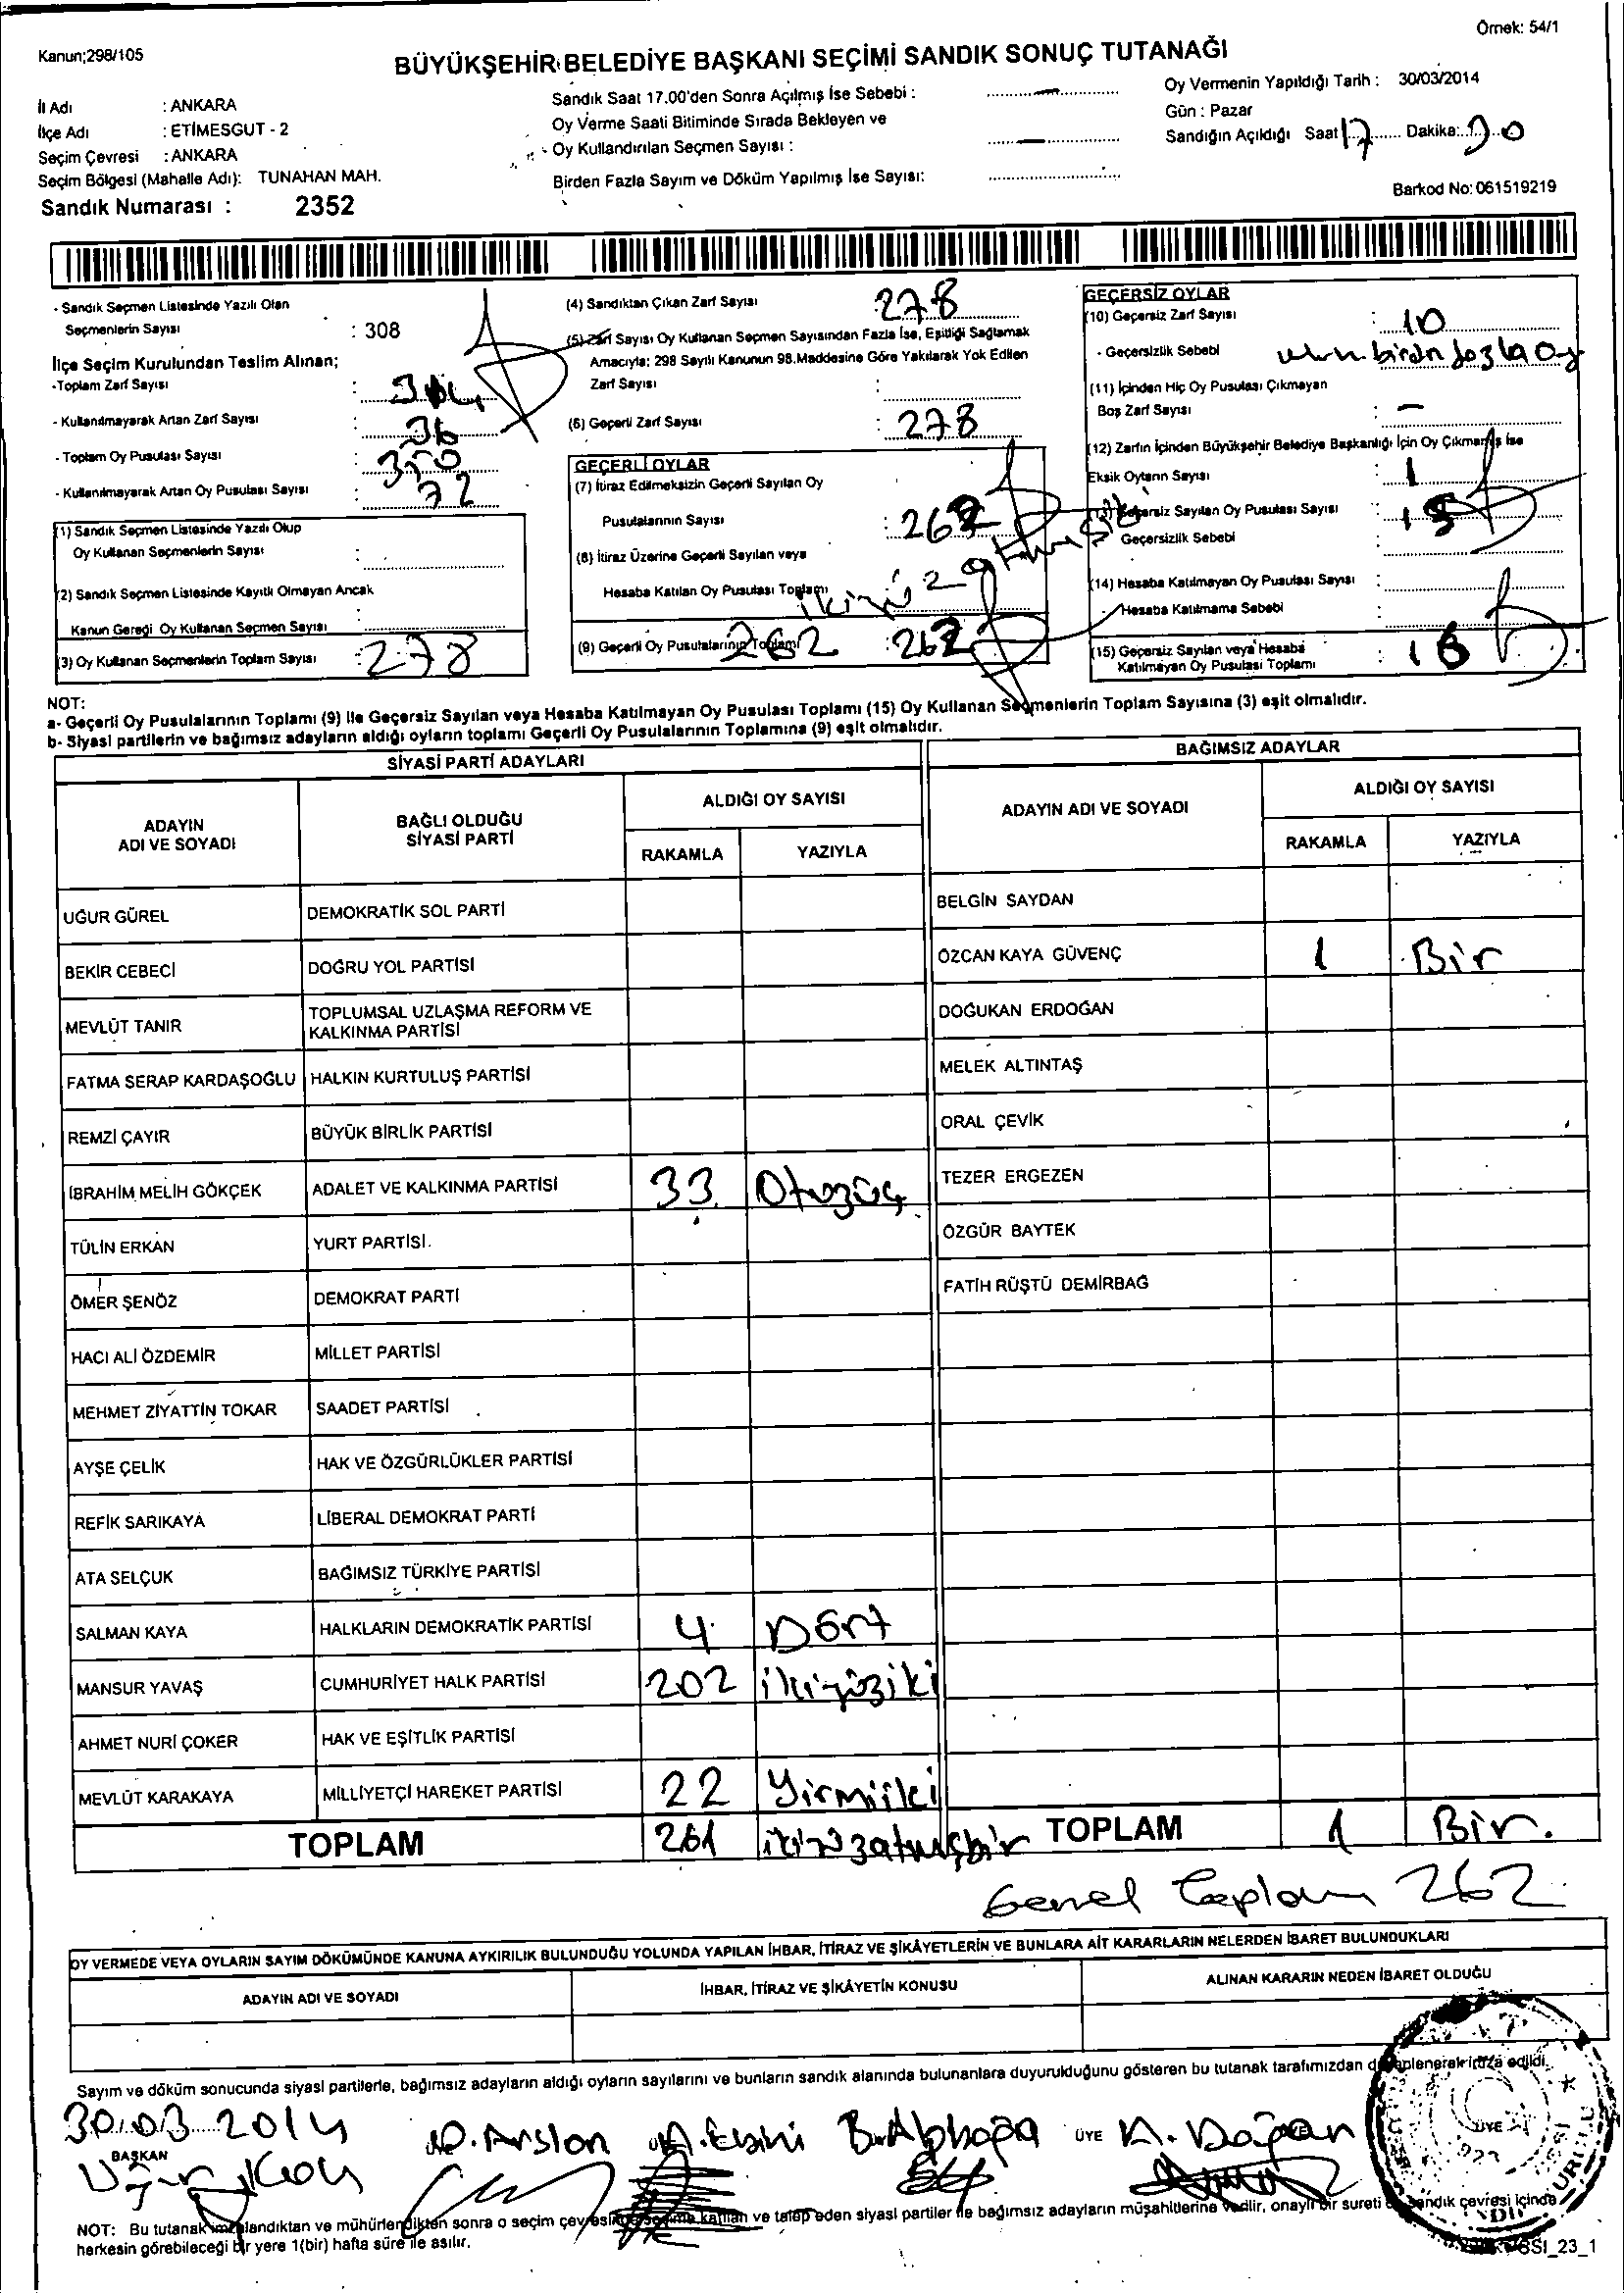 Örnek: 54/1
Kanun;298/105
BÜYÜKŞEHİR BELEDİYE BAŞKANI SEÇİMİ SANDIK SONUÇ TUTANAĞI
İl Adı : ANKARA
İlçe Adı : ETİMESGUT - 2
Seçim Çevresi : ANKARA
Seçim Bölgesi (Mahalle Adı): TUNAHAN MAH.
Sandık Numarası : 2352
Sandık Saat 17.00'den Sonra Açılmış İse Sebebi :
Oy Verme Saati Bitiminde Sırada Bekleyen ve
- Oy Kullandırılan Seçmen Sayısı :
Birden Fazla Sayım ve Döküm Yapılmış İse Sayısı:
Oy Vermenin Yapıldığı Tarih : 30/03/2014
Gün : Pazar
Sandığın Açıldığı Saat 17 Dakika:
Barkod No: 061519219
- Sandık Seçmen Listesinde Yazılı Olan
Seçmenlerin Sayısı : 308
İlçe Seçim Kurulundan Teslim Alınan;
-Toplam Zarf Sayısı :
- Kullanılmayarak Artan Zarf Sayısı : 36
- Toplam Oy Pusulası Sayısı : 350
- Kullanılmayarak Artan Oy Pusulası Sayısı : 72
(1) Sandık Seçmen Listesinde Yazılı Olup
Oy Kullanan Seçmenlerin Sayısı :
(2) Sandık Seçmen Listesinde Kayıtlı Olmayan Ancak
Kanun Gereği Oy Kullanan Seçmen Sayısı :
(3) Oy Kullanan Seçmenlerin Toplam Sayısı : 278
(4) Sandıktan Çıkan Zarf Sayısı 278
(5) Zarf Sayısı Oy Kullanan Seçmen Sayısından Fazla İse, Eşitliği Sağlamak
Amacıyla; 298 Sayılı Kanunun 98.Maddesine Göre Yakılarak Yok Edilen
Zarf Sayısı :
(6) Geçerli Zarf Sayısı : 278
GEÇERLİ OYLAR
(7) İtiraz Edilmeksizin Geçerli Sayılan Oy
Pusulalarının Sayısı : 262
(8) İtiraz Üzerine Geçerli Sayılan veya
Hesaba Katılan Oy Pusulası Toplamı
(9) Geçerli Oy Pusulalarının Toplamı 262 : 262
GEÇERSİZ OYLAR
(10) Geçersiz Zarf Sayısı : 10
- Geçersizlik Sebebi birden fazla oy
(11) İçinden Hiç Oy Pusulası Çıkmayan
Boş Zarf Sayısı : -
(12) Zarfın İçinden Büyükşehir Belediye Başkanlığı İçin Oy Çıkmamış İse
Eksik Oyların Sayısı : 1
(13) Geçersiz Sayılan Oy Pusulası Sayısı : 15
Geçersizlik Sebebi :
(14) Hesaba Katılmayan Oy Pusulası Sayısı :
- Hesaba Katılmama Sebebi :
(15) Geçersiz Sayılan veya Hesaba
Katılmayan Oy Pusulası Toplamı : 16
NOT:
a- Geçerli Oy Pusulalarının Toplamı (9) ile Geçersiz Sayılan veya Hesaba Katılmayan Oy Pusulası Toplamı (15) Oy Kullanan Seçmenlerin Toplam Sayısına (3) eşit olmalıdır.
b- Siyasi partilerin ve bağımsız adayların aldığı oyların toplamı Geçerli Oy Pusulalarının Toplamına (9) eşit olmalıdır.
SİYASİ PARTİ ADAYLARI
BAĞIMSIZ ADAYLAR
ADAYIN
ADI VE SOYADI
BAĞLI OLDUĞU
SİYASİ PARTİ
ALDIĞI OY SAYISI
RAKAMLA YAZIYLA
ADAYIN ADI VE SOYADI
ALDIĞI OY SAYISI
RAKAMLA YAZIYLA
UĞUR GÜREL DEMOKRATİK SOL PARTİ BELGİN SAYDAN
BEKİR CEBECİ DOĞRU YOL PARTİSİ ÖZCAN KAYA GÜVENÇ 1 Bir
MEVLÜT TANIR TOPLUMSAL UZLAŞMA REFORM VE
KALKINMA PARTİSİ DOĞUKAN ERDOĞAN
FATMA SERAP KARDAŞOĞLU HALKIN KURTULUŞ PARTİSİ MELEK ALTINTAŞ
REMZİ ÇAYIR BÜYÜK BİRLİK PARTİSİ ORAL ÇEVİK
İBRAHİM MELİH GÖKÇEK ADALET VE KALKINMA PARTİSİ 33 Otuzüç TEZER ERGEZEN
TÜLİN ERKAN YURT PARTİSİ ÖZGÜR BAYTEK
ÖMER ŞENÖZ DEMOKRAT PARTİ FATİH RÜŞTÜ DEMİRBAĞ
HACI ALİ ÖZDEMİR MİLLET PARTİSİ
MEHMET ZİYATTİN TOKAR SAADET PARTİSİ
AYŞE ÇELİK HAK VE ÖZGÜRLÜKLER PARTİSİ
REFİK SARIKAYA LİBERAL DEMOKRAT PARTİ
ATA SELÇUK BAĞIMSIZ TÜRKİYE PARTİSİ
SALMAN KAYA HALKLARIN DEMOKRATİK PARTİSİ 4 Dört
MANSUR YAVAŞ CUMHURİYET HALK PARTİSİ 202 ikiyüziki
AHMET NURİ ÇOKER HAK VE EŞİTLİK PARTİSİ
MEVLÜT KARAKAYA MİLLİYETÇİ HAREKET PARTİSİ 22 Yirmiiki
TOPLAM 261 ikiyüzatmışbir TOPLAM 1 Bir.
Genel Toplam 262
OY VERMEDE VEYA OYLARIN SAYIM DÖKÜMÜNDE KANUNA AYKIRILIK BULUNDUĞU YOLUNDA YAPILAN İHBAR, İTİRAZ VE ŞİKÂYETLERİN VE BUNLARA AİT KARARLARIN NELERDEN İBARET BULUNDUKLARI
ADAYIN ADI VE SOYADI İHBAR, İTİRAZ VE ŞİKÂYETİN KONUSU ALINAN KARARIN NEDEN İBARET OLDUĞU
Sayım ve döküm sonucunda siyasi partilerle, bağımsız adayların aldığı oyların sayılarını ve bunların sandık alanında bulunanlara duyurulduğunu gösteren bu tutanak tarafımızdan düzenlenerek imza edildi.
30.03.2014 Arslan ÜYE Doğan ÜYE
BAŞKAN
Uğur
NOT: Bu tutanak imzalandıktan ve mühürlendikten sonra o seçim çevresinde seçime katılan ve talep eden siyasi partiler ile bağımsız adayların müşahitlerine verilir, onaylı bir sureti de sandık çevresi içinde
herkesin görebileceği bir yere 1(bir) hafta süre ile asılır.